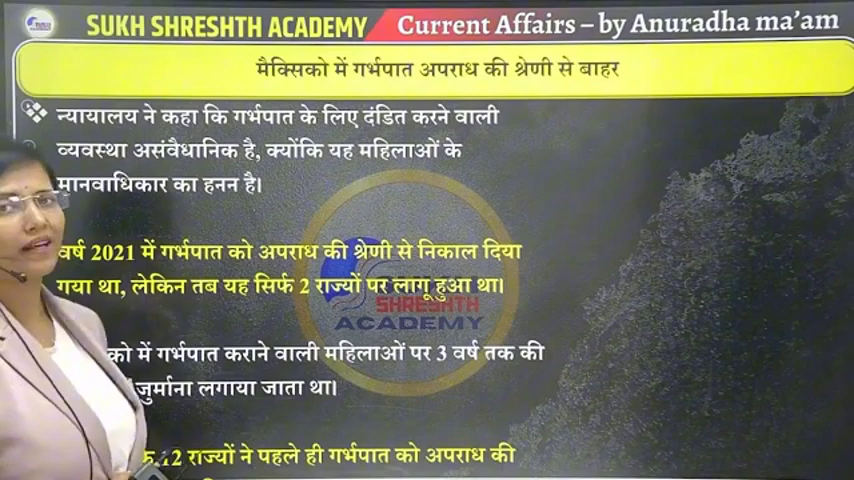 SUKH SHRESHTH ACADEMY
Current Affairs – by Anuradha ma'am
मैक्सिको में गर्भपात अपराध की श्रेणी से बाहर
न्यायालय ने कहा कि गर्भपात के लिए दंडित करने वाली
व्यवस्था असंवैधानिक है, क्योंकि यह महिलाओं के
मानवाधिकार का हनन है।
वर्ष 2021 में गर्भपात को अपराध की श्रेणी से निकाल दिया
गया था, लेकिन तब यह सिर्फ 2 राज्यों पर लागू हुआ था।
SHRESHTH
ACADEMY
को में गर्भपात कराने वाली महिलाओं पर 3 वर्ष तक की
जुर्माना लगाया जाता था।
12 राज्यों ने पहले ही गर्भपात को अपराध की